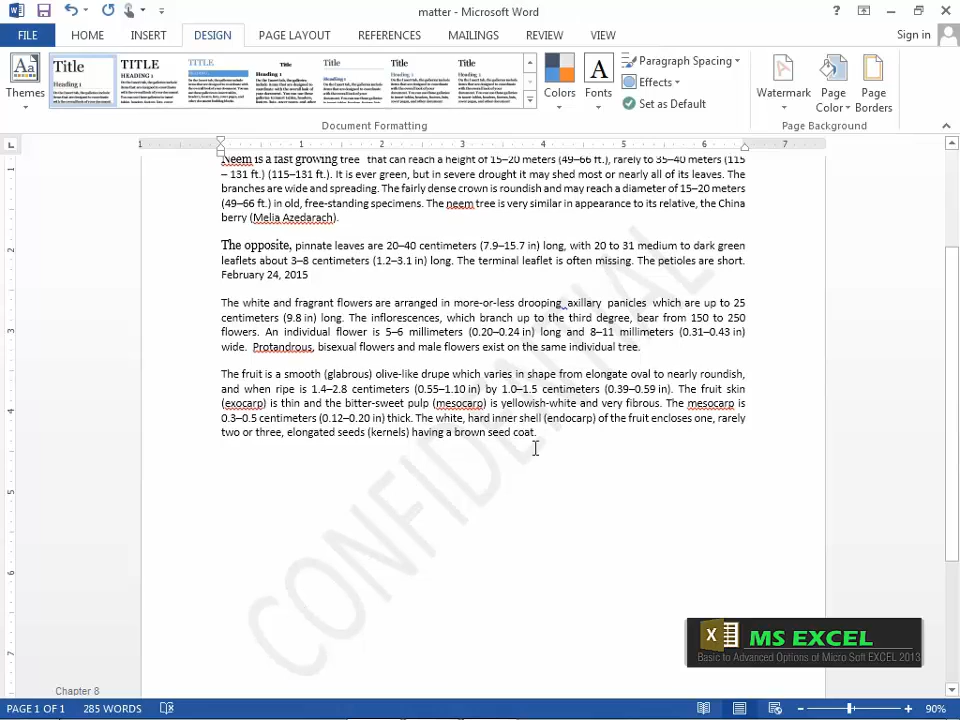 matter - Microsoft Word
?
FILE HOME INSERT DESIGN PAGE LAYOUT REFERENCES MAILINGS REVIEW VIEW Sign in
Themes
Title
Heading 1
TITLE
HEADING 1
TITLE
HEADING 1
Title
Heading 1
Title
Heading 1
Title
Heading 1
Title
Heading 1
Colors
Fonts
Paragraph Spacing
Effects
Set as Default
Watermark
Page Color
Page Borders
Document Formatting
Page Background
1 1 2 3 4 5 6 7
Neem is a fast growing tree that can reach a height of 15–20 meters (49–66 ft.), rarely to 35–40 meters (115
– 131 ft.) (115–131 ft.). It is ever green, but in severe drought it may shed most or nearly all of its leaves. The
branches are wide and spreading. The fairly dense crown is roundish and may reach a diameter of 15–20 meters
(49–66 ft.) in old, free-standing specimens. The neem tree is very similar in appearance to its relative, the China
berry (Melia Azedarach).
The opposite, pinnate leaves are 20–40 centimeters (7.9–15.7 in) long, with 20 to 31 medium to dark green
leaflets about 3–8 centimeters (1.2–3.1 in) long. The terminal leaflet is often missing. The petioles are short.
February 24, 2015
The white and fragrant flowers are arranged in more-or-less drooping axillary panicles which are up to 25
centimeters (9.8 in) long. The inflorescences, which branch up to the third degree, bear from 150 to 250
flowers. An individual flower is 5–6 millimeters (0.20–0.24 in) long and 8–11 millimeters (0.31–0.43 in)
wide. Protandrous, bisexual flowers and male flowers exist on the same individual tree.
The fruit is a smooth (glabrous) olive-like drupe which varies in shape from elongate oval to nearly roundish,
and when ripe is 1.4–2.8 centimeters (0.55–1.10 in) by 1.0–1.5 centimeters (0.39–0.59 in). The fruit skin
(exocarp) is thin and the bitter-sweet pulp (mesocarp) is yellowish-white and very fibrous. The mesocarp is
0.3–0.5 centimeters (0.12–0.20 in) thick. The white, hard inner shell (endocarp) of the fruit encloses one, rarely
two or three, elongated seeds (kernels) having a brown seed coat.
CONFIDENTIAL
1
2
3
4
5
6
7
MS EXCEL
Basic to Advanced Options of Micro Soft EXCEL 2013
Chapter 8
PAGE 1 OF 1 285 WORDS 90%